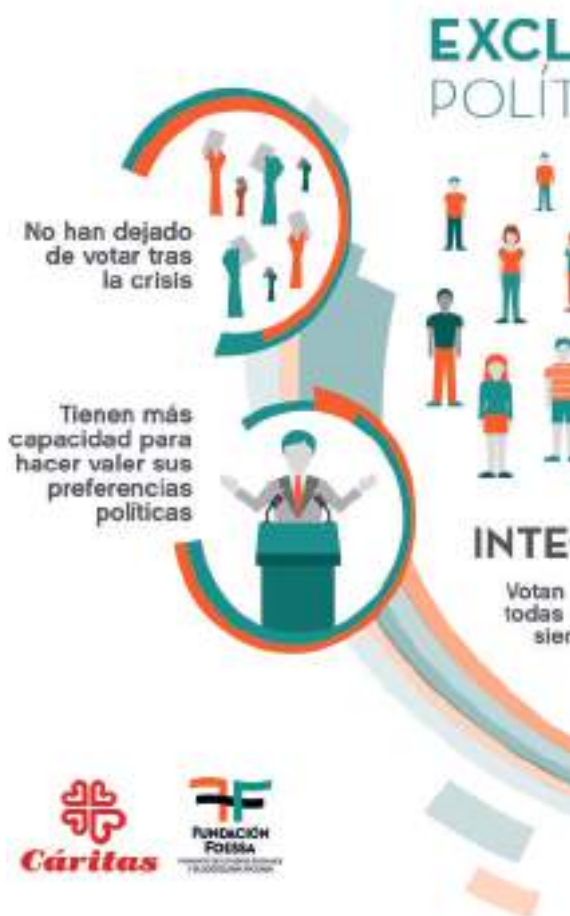 EXCL
POLÍT
No han dejado
de votar tras
la crisis
Tienen más
capacidad para
hacer valer sus
preferencias
políticas
INTE
Votan
todas
sien
Cáritas
FUNDACIÓN
FOESSA